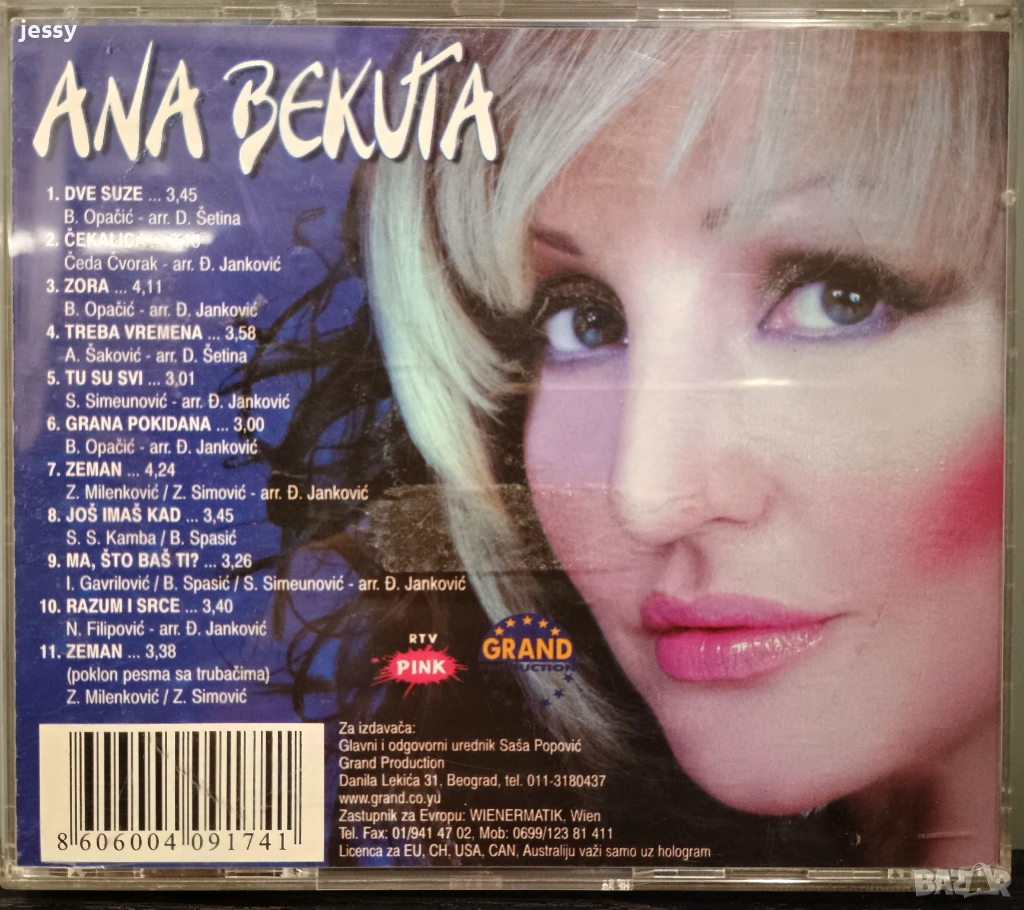 jessy
ANA BEKUTA
1. DVE SUZE ... 3,45
B. Opačić - arr. D. Šetina
2. ČEKALICA ...
Čeda Čvorak - arr. Đ. Janković
3. ZORA ... 4,11
B. Opačić - arr. Đ. Janković
4. TREBA VREMENA ... 3,58
A. Šaković - arr. D. Šetina
5. TU SU SVI ... 3,01
S. Simeunović - arr. Đ. Janković
6. GRANA POKIDANA ... 3,00
B. Opačić - arr. Đ. Janković
7. ZEMAN ... 4,24
Z. Milenković / Z. Simović - arr. Đ. Janković
8. JOŠ IMAŠ KAD ... 3,45
S. S. Kamba / B. Spasić
9. MA, ŠTO BAŠ TI? ... 3,26
I. Gavrilović / B. Spasić / S. Simeunović - arr. Đ. Janković
10. RAZUM I SRCE ... 3,40
N. Filipović - arr. Đ. Janković
11. ZEMAN ... 3,38
(poklon pesma sa trubačima)
Z. Milenković / Z. Simović
RTV
PINK
GRAND
PRODUCTION
Za izdavača:
Glavni i odgovorni urednik Saša Popović
Grand Production
Danila Lekića 31, Beograd, tel. 011-3180437
www.grand.co.yu
Zastupnik za Evropu: WIENERMATIK, Wien
Tel. Fax: 01/941 47 02, Mob: 0699/123 81 411
Licenca za EU, CH, USA, CAN, Australiju važi samo uz hologram
8 606004 091741
BAZAR